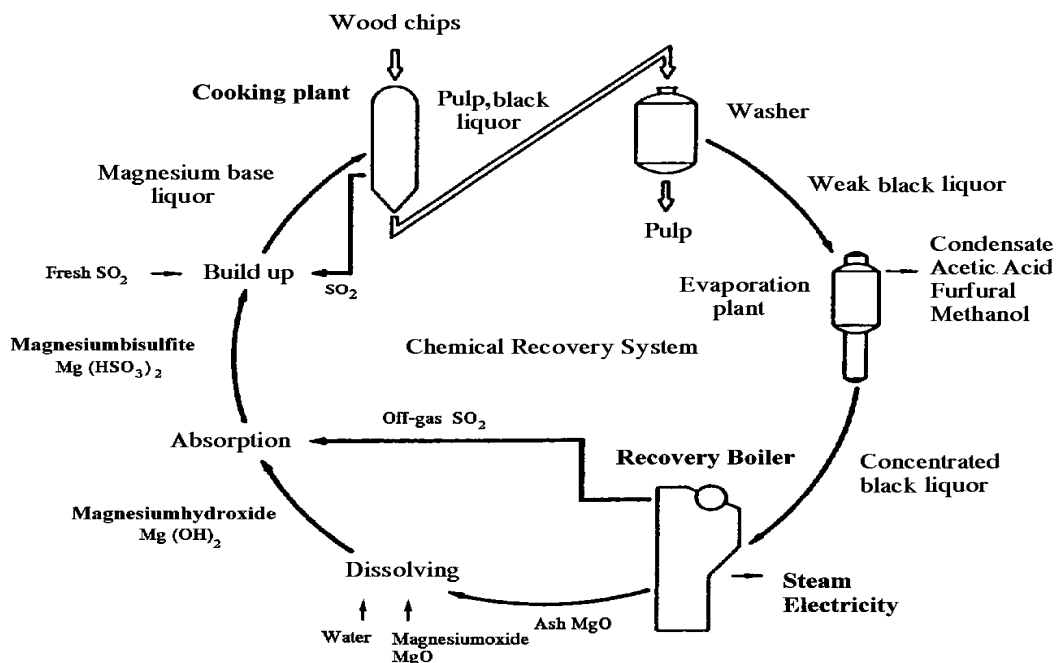 Wood chips
Cooking plant
Pulp,black
liquor
Washer
Magnesium base
liquor
Weak black liquor
Pulp
Fresh SO2
Build up
SO2
Evaporation
plant
Condensate
Acetic Acid
Furfural
Methanol
Magnesiumbisulfite
Mg (HSO3)2
Chemical Recovery System
Off-gas SO2
Absorption
Recovery Boiler
Concentrated
black liquor
Magnesiumhydroxide
Mg (OH)2
Dissolving
Steam
Electricity
Ash MgO
Water
Magnesiumoxide
MgO